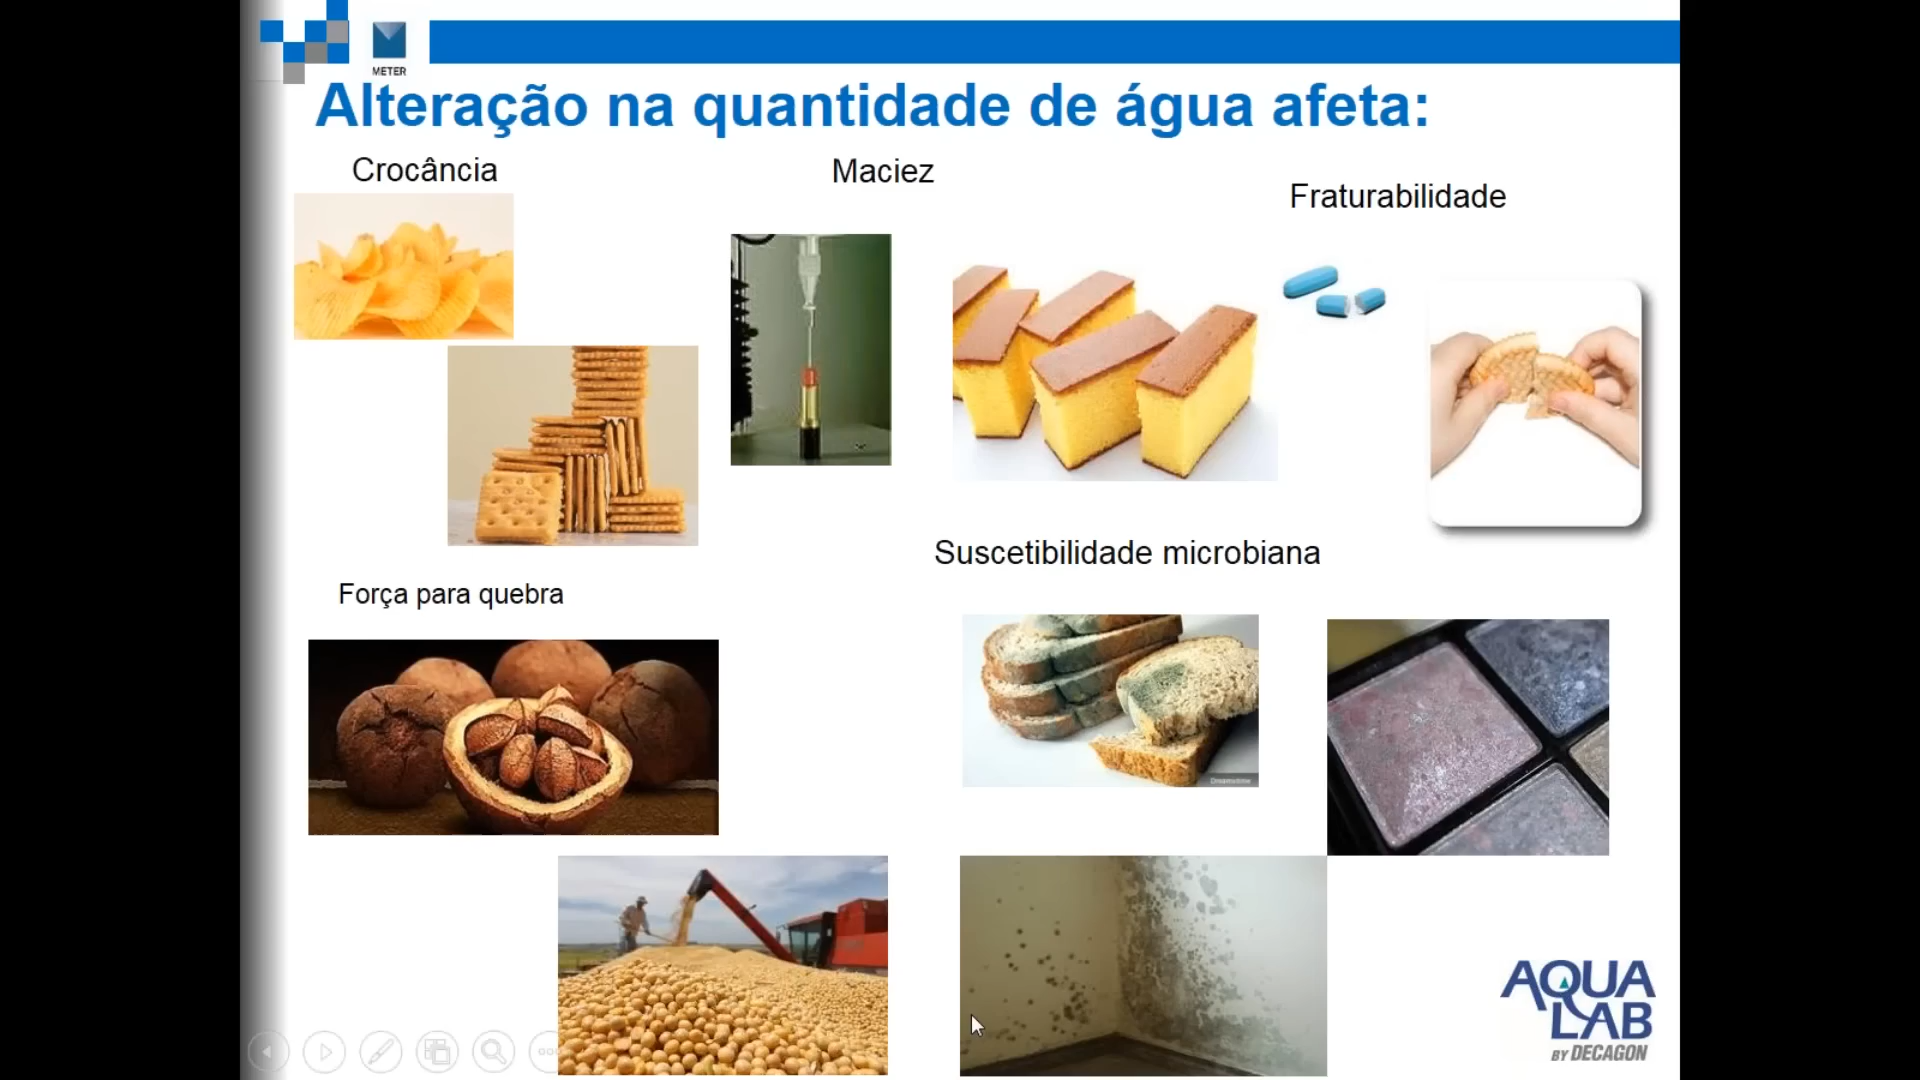 METER
Alteração na quantidade de água afeta:
Crocância
Maciez
Fraturabilidade
Suscetibilidade microbiana
Força para quebra
Dreamstime
AQUA
LAB
BY DECAGON